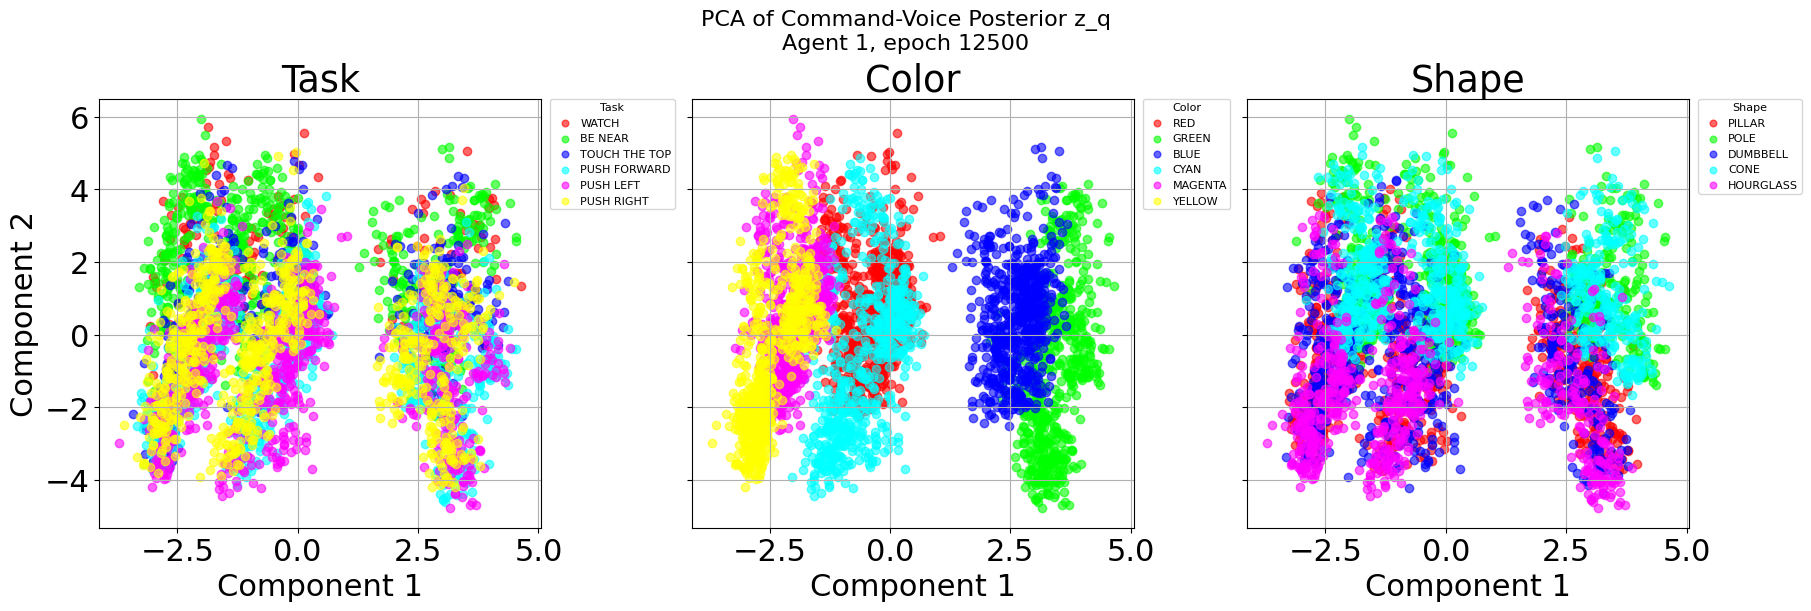 PCA of Command-Voice Posterior z_q
Agent 1, epoch 12500
Task
Color
Shape
Task
WATCH
BE NEAR
TOUCH THE TOP
PUSH FORWARD
PUSH LEFT
PUSH RIGHT
Color
RED
GREEN
BLUE
CYAN
MAGENTA
YELLOW
Shape
PILLAR
POLE
DUMBBELL
CONE
HOURGLASS
Component 2
6
4
2
0
−2
−4
−2.5 0.0 2.5 5.0
−2.5 0.0 2.5 5.0
−2.5 0.0 2.5 5.0
Component 1
Component 1
Component 1